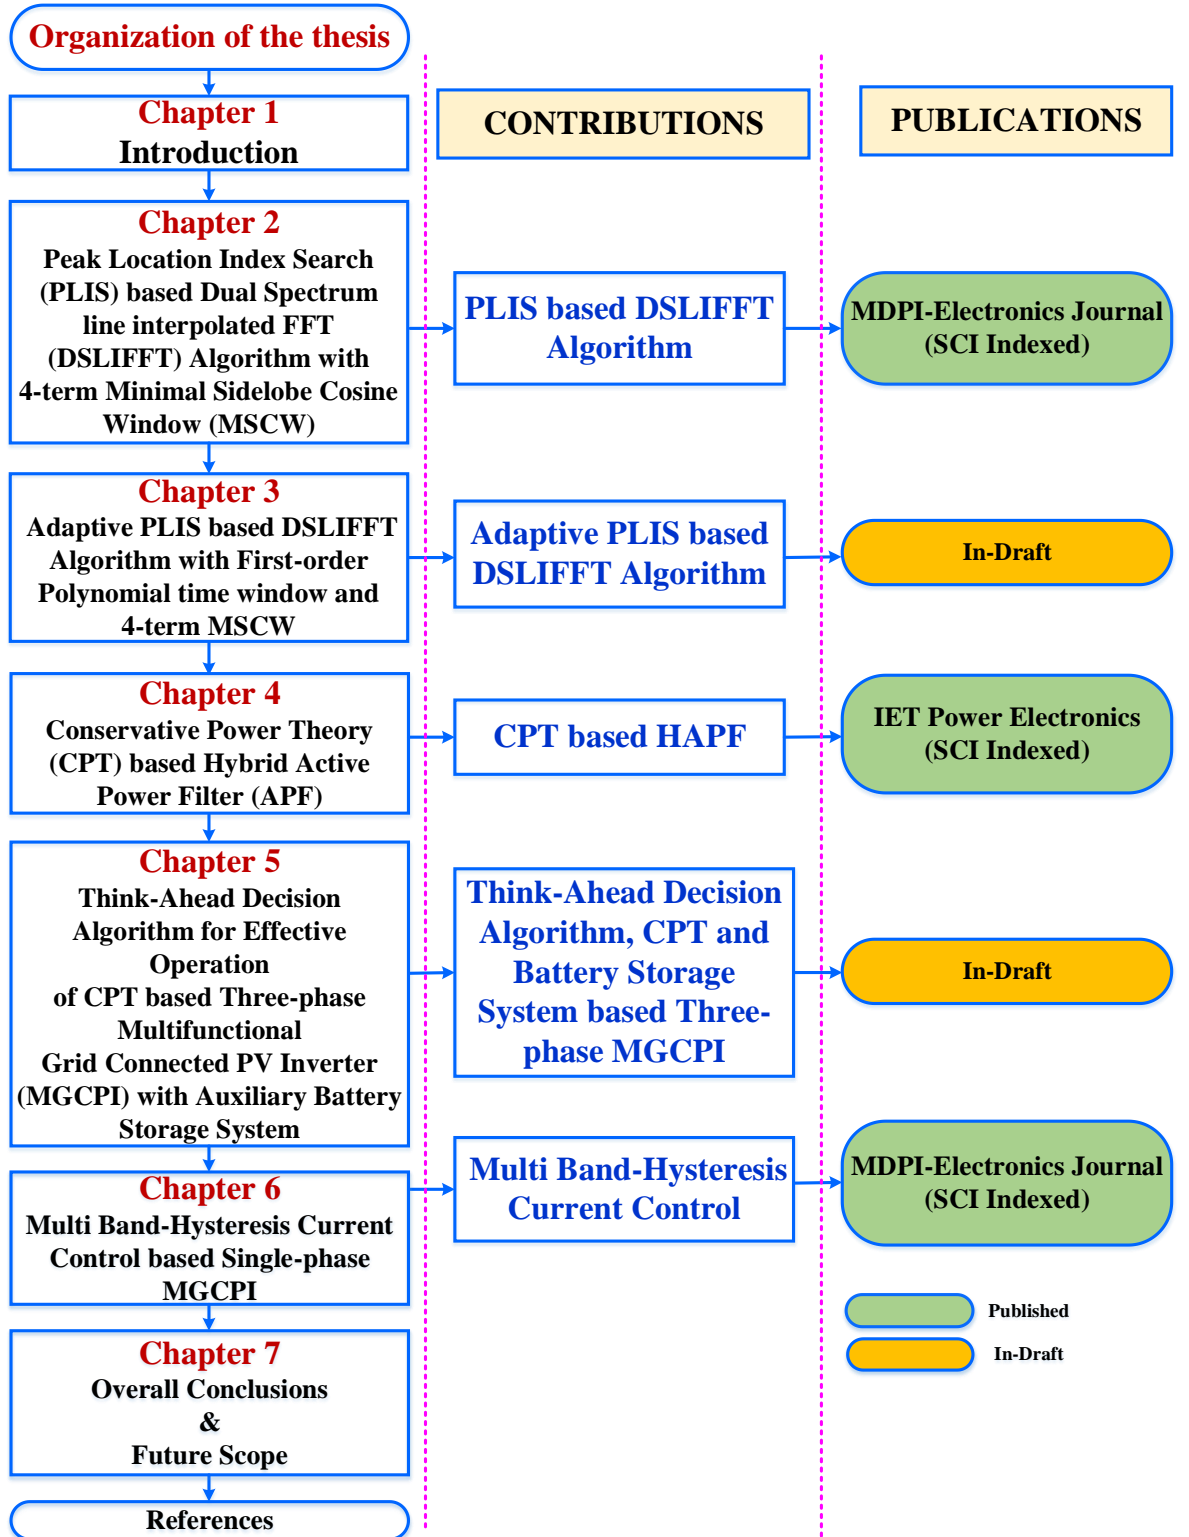 Organization of the thesis
Chapter 1
Introduction
CONTRIBUTIONS
PUBLICATIONS
Chapter 2
Peak Location Index Search
(PLIS) based Dual Spectrum
line interpolated FFT
(DSLIFFT) Algorithm with
4-term Minimal Sidelobe Cosine
Window (MSCW)
PLIS based DSLIFFT
Algorithm
MDPI-Electronics Journal
(SCI Indexed)
Chapter 3
Adaptive PLIS based DSLIFFT
Algorithm with First-order
Polynomial time window and
4-term MSCW
Adaptive PLIS based
DSLIFFT Algorithm
In-Draft
Chapter 4
Conservative Power Theory
(CPT) based Hybrid Active
Power Filter (APF)
CPT based HAPF
IET Power Electronics
(SCI Indexed)
Chapter 5
Think-Ahead Decision
Algorithm for Effective
Operation
of CPT based Three-phase
Multifunctional
Grid Connected PV Inverter
(MGCPI) with Auxiliary Battery
Storage System
Think-Ahead Decision
Algorithm, CPT and
Battery Storage
System based Three-
phase MGCPI
In-Draft
Chapter 6
Multi Band-Hysteresis Current
Control based Single-phase
MGCPI
Multi Band-Hysteresis
Current Control
MDPI-Electronics Journal
(SCI Indexed)
Published
In-Draft
Chapter 7
Overall Conclusions
&
Future Scope
References